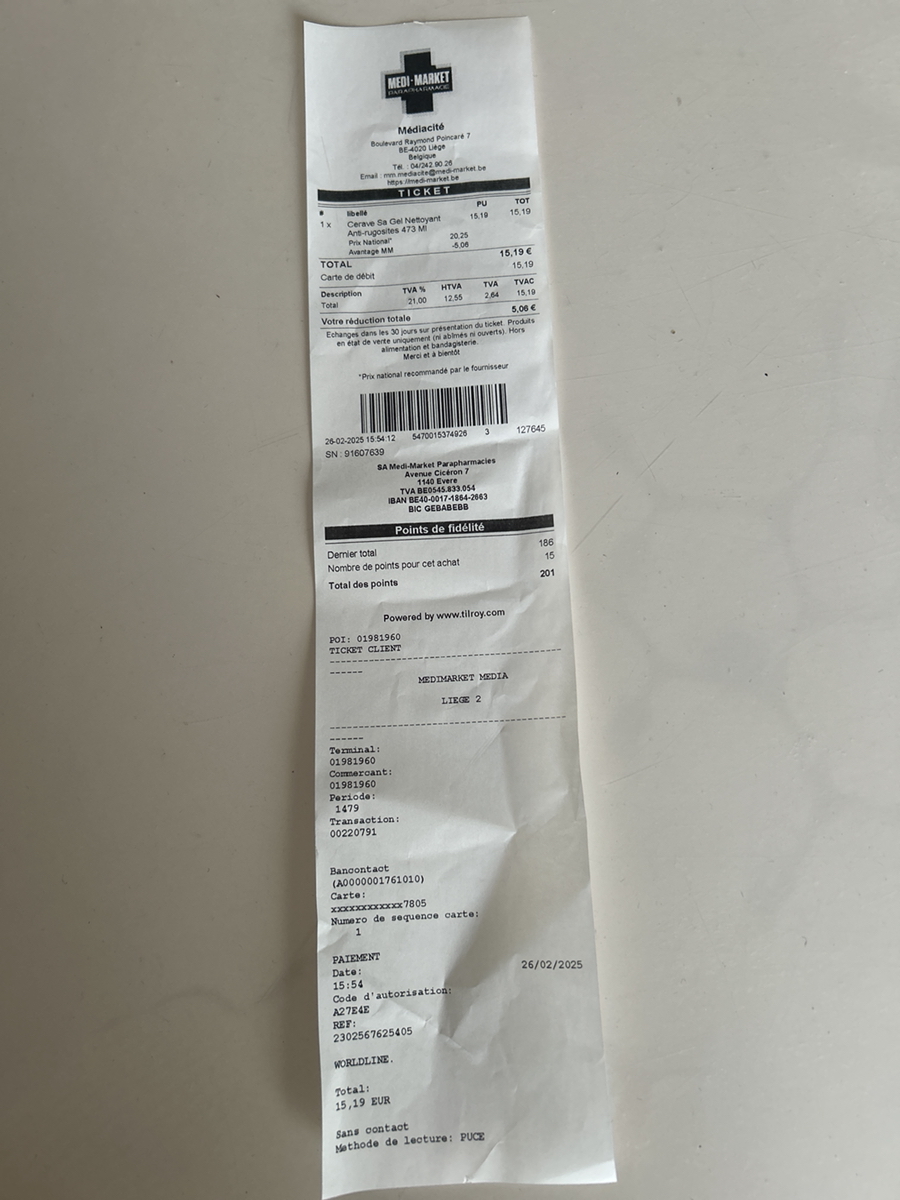 MEDI-MARKET
PARAPHARMACIE
Médiacité
Boulevard Raymond Poincaré 7
BE-4020 Liège
Belgique
Tél. : 04/242.90.26
Email : mm.mediacite@medi-market.be
https://medi-market.be
TICKET
# libellé PU TOT
1 x Cerave Sa Gel Nettoyant 15,19 15,19
Anti-rugosites 473 Ml
Prix National* 20,25
Avantage MM -5,06
TOTAL 15,19 €
Carte de débit 15,19
Description TVA % HTVA TVA TVAC
Total 21,00 12,55 2,64 15,19
Votre réduction totale 5,06 €
Echanges dans les 30 jours sur présentation du ticket. Produits
en état de vente uniquement (ni abîmés ni ouverts). Hors
alimentation et bandagisterie.
Merci et à bientôt
*Prix national recommandé par le fournisseur
26-02-2025 15:54:12 5470015374926 3 127645
SN : 91607639
SA Medi-Market Parapharmacies
Avenue Cicéron 7
1140 Evere
TVA BE0545.833.054
IBAN BE40-0017-1864-2663
BIC GEBABEBB
Points de fidélité
Dernier total 186
Nombre de points pour cet achat 15
Total des points 201
Powered by www.tilroy.com
POI: 01981960
TICKET CLIENT
MEDIMARKET MEDIA
LIEGE 2
Terminal:
01981960
Commercant:
01981960
Periode:
1479
Transaction:
00220791
Bancontact
(A0000001761010)
Carte:
xxxxxxxxxxxx7805
Numero de sequence carte:
1
PAIEMENT
Date: 26/02/2025
15:54
Code d'autorisation:
A27E4E
REF:
2302567625405
WORLDLINE.
Total:
15,19 EUR
Sans contact
Methode de lecture: PUCE